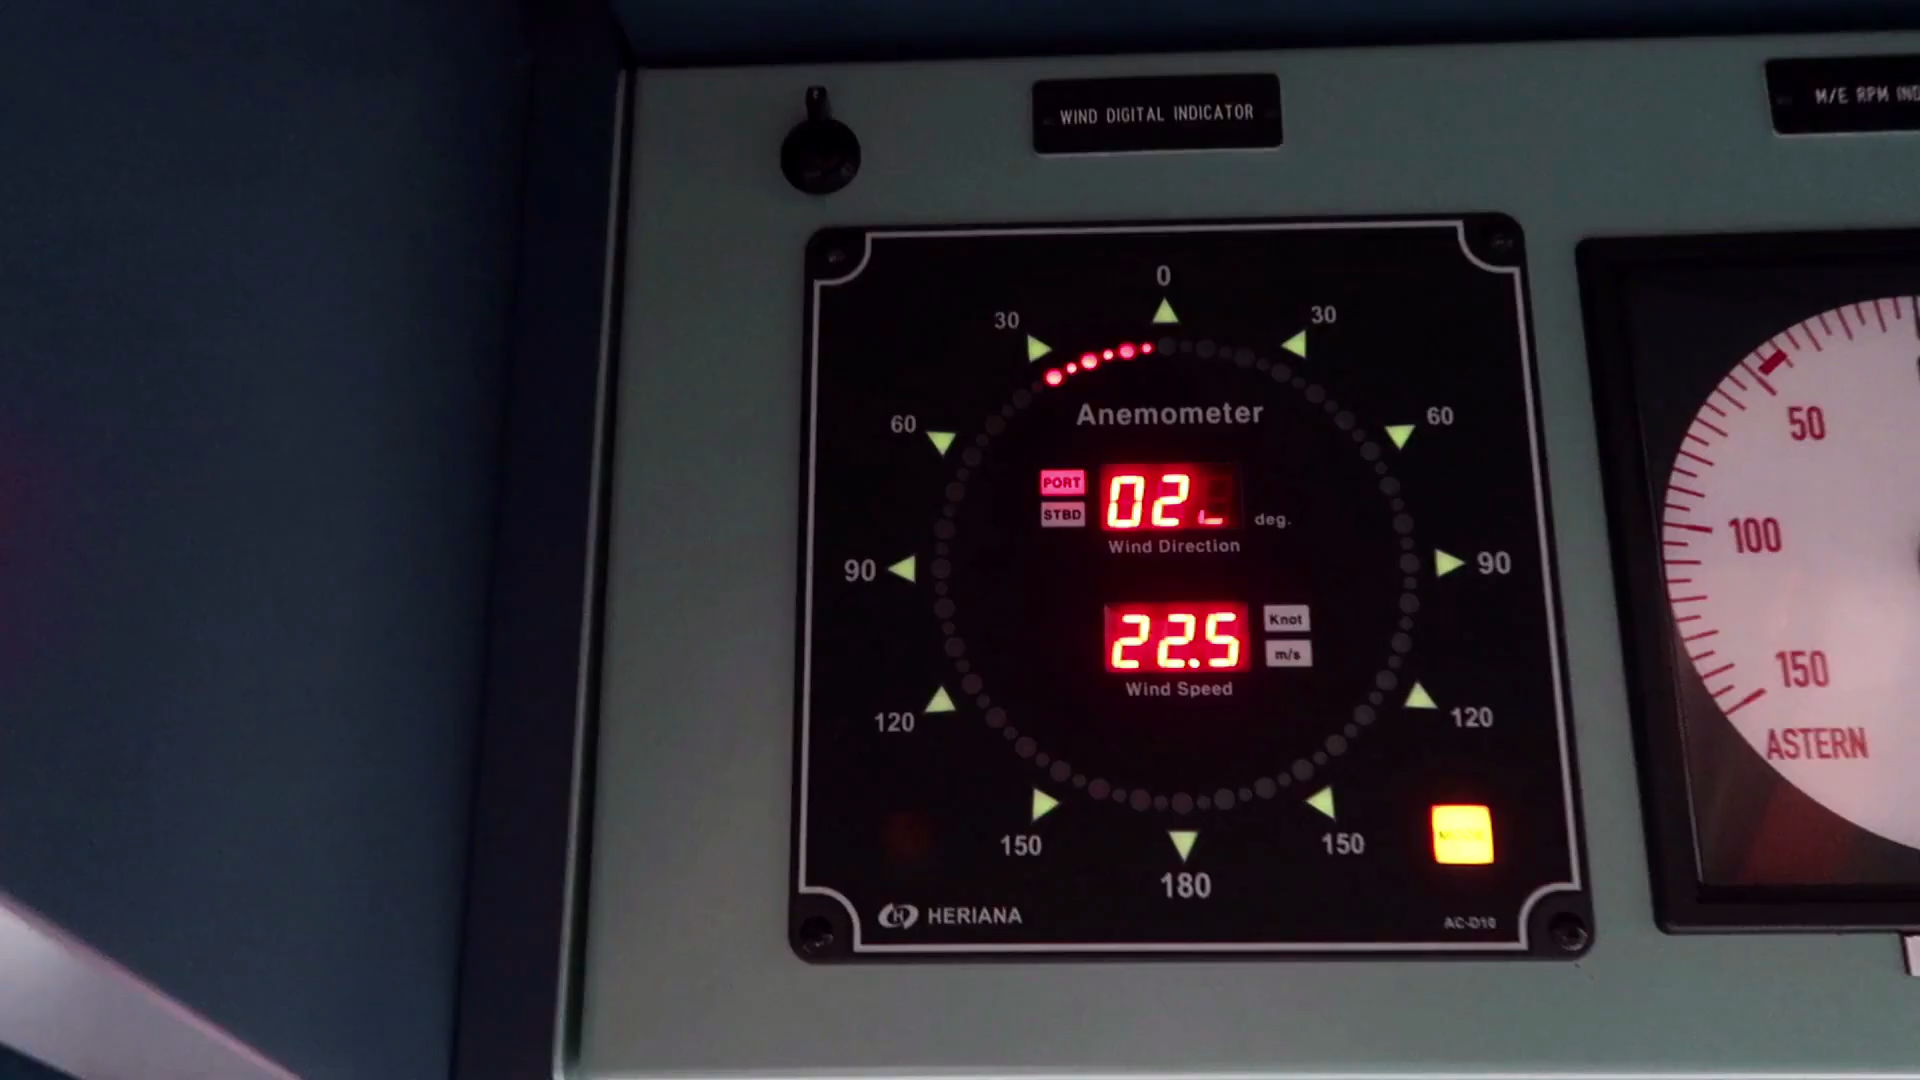 WIND DIGITAL INDICATOR
M/E RPM
0
30
30
60
60
90
90
120
120
150
150
180
Anemometer
PORT
STBD
02
deg.
Wind Direction
22.5
Knot
m/s
Wind Speed
HERIANA
AC-D10
50
100
150
ASTERN